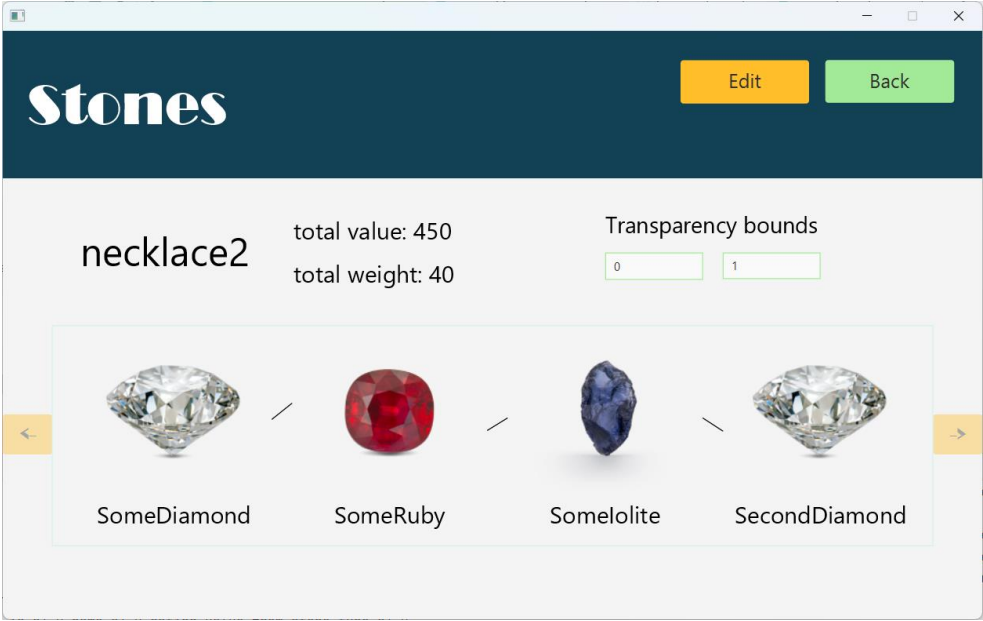 Stones
Edit
Back
necklace2
total value: 450
total weight: 40
Transparency bounds
0
1
SomeDiamond
SomeRuby
SomeIolite
SecondDiamond